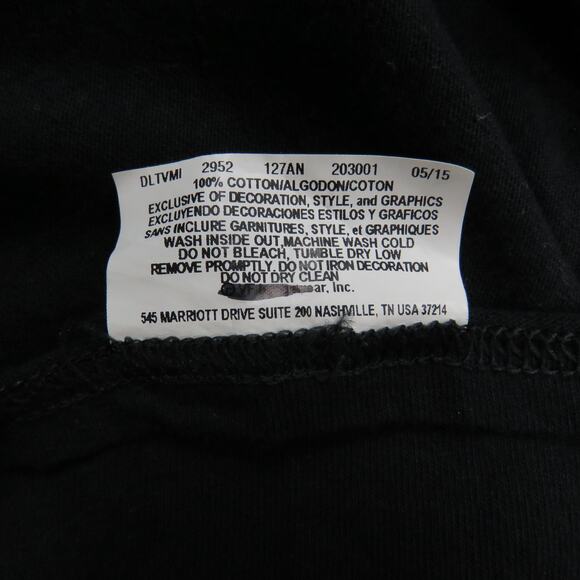 DLTVMI 2952 127AN 203001 05/15
100% COTTON/ALGODON/COTON
EXCLUSIVE OF DECORATION, STYLE, and GRAPHICS
EXCLUYENDO DECORACIONES ESTILOS Y GRAFICOS
SANS INCLURE GARNITURES, STYLE, et GRAPHIQUES
WASH INSIDE OUT,MACHINE WASH COLD
DO NOT BLEACH, TUMBLE DRY LOW
REMOVE PROMPTLY. DO NOT IRON DECORATION
DO NOT DRY CLEAN
Inc.
545 MARRIOTT DRIVE SUITE 200 NASHVILLE, TN USA 37214